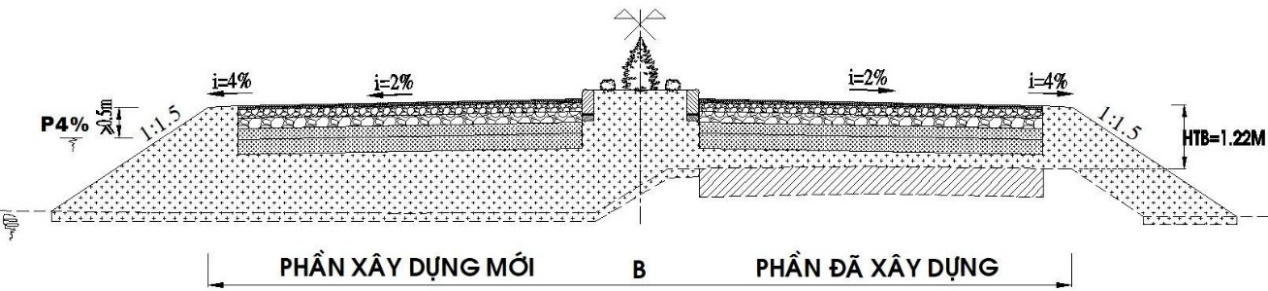 i=4%
i=2%
i=2%
i=4%
P4%
≥0.5m
1:1.5
1:1.5
HTB=1.22M
PHẦN XÂY DỰNG MỚI
B
PHẦN ĐÃ XÂY DỰNG